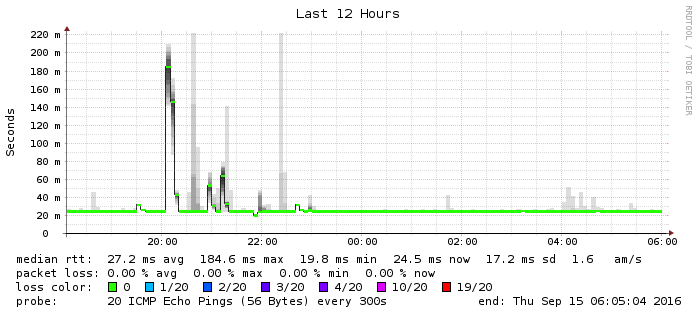 Last 12 Hours
RRDTOOL / TOBI OETIKER
Seconds
220 m
200 m
180 m
160 m
140 m
120 m
100 m
80 m
60 m
40 m
20 m
0
20:00 22:00 00:00 02:00 04:00 06:00
median rtt: 27.2 ms avg 184.6 ms max 19.8 ms min 24.5 ms now 17.2 ms sd 1.6 am/s
packet loss: 0.00 % avg 0.00 % max 0.00 % min 0.00 % now
loss color: 0 1/20 2/20 3/20 4/20 10/20 19/20
probe: 20 ICMP Echo Pings (56 Bytes) every 300s end: Thu Sep 15 06:05:04 2016